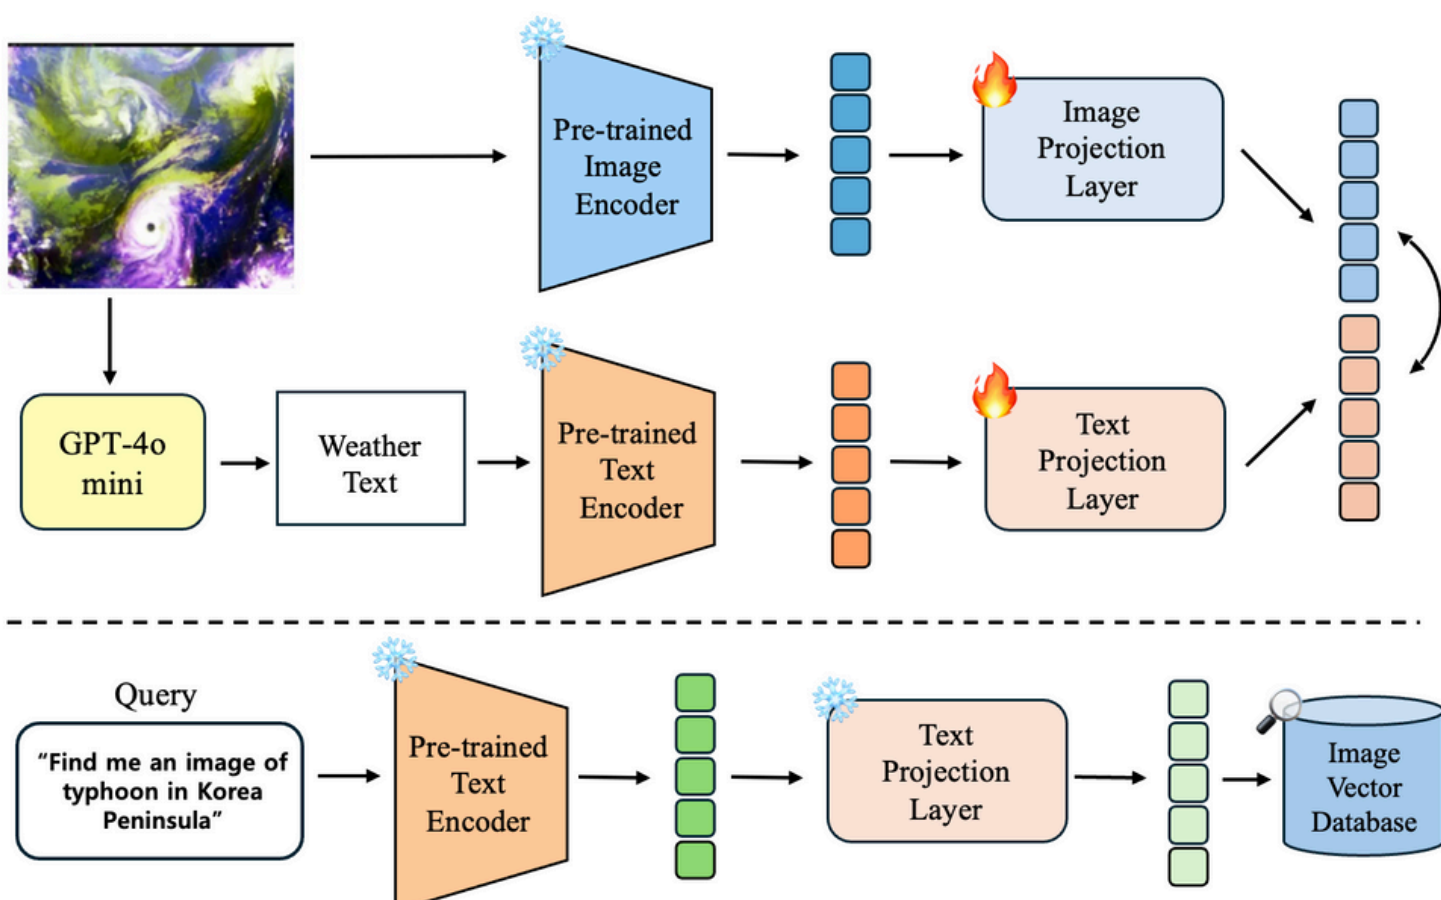 Pre-trained
Image
Encoder
Image
Projection
Layer
GPT-4o
mini
Weather
Text
Pre-trained
Text
Encoder
Text
Projection
Layer
Query
“Find me an image of
typhoon in Korea
Peninsula”
Pre-trained
Text
Encoder
Text
Projection
Layer
Image
Vector
Database